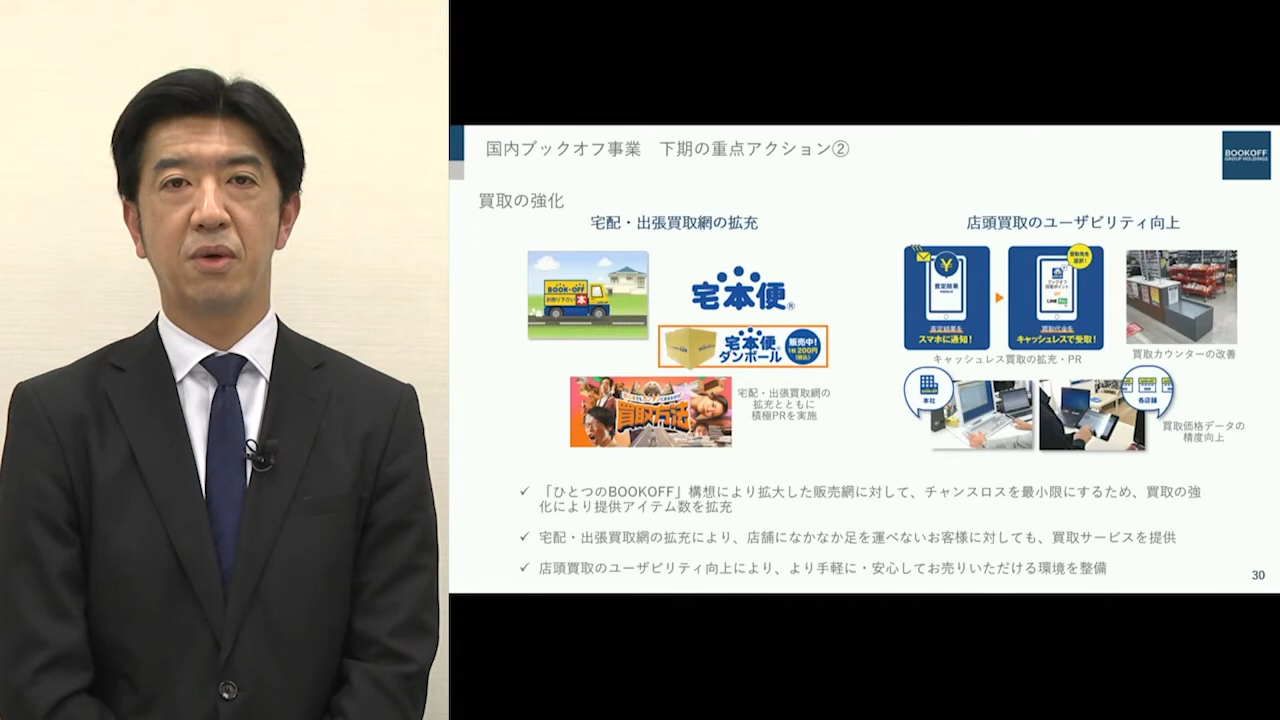 国内ブックオフ事業　下期の重点アクション②
BOOKOFF
GROUP HOLDINGS
買取の強化
宅配・出張買取網の拡充
BOOK-OFF
お売り下さい
本
宅本便®
宅本便
ダンボール
販売中!
1枚200円
(税込)
買取方法
宅配・出張買取網の
拡充とともに
積極PRを実施
店頭買取のユーザビリティ向上
¥
査定結果
査定結果を
スマホに通知!
買取代金をキャッシュレスで受取!
キャッシュレス買取の拡充・PR
買取カウンターの改善
本社
各店舗
買取価格データの
精度向上
✓ 「ひとつのBOOKOFF」構想により拡大した販売網に対して、チャンスロスを最小限にするため、買取の強
化により提供アイテム数を拡充
✓ 宅配・出張買取網の拡充により、店舗になかなか足を運べないお客様に対しても、買取サービスを提供
✓ 店頭買取のユーザビリティ向上により、より手軽に・安心してお売りいただける環境を整備
30